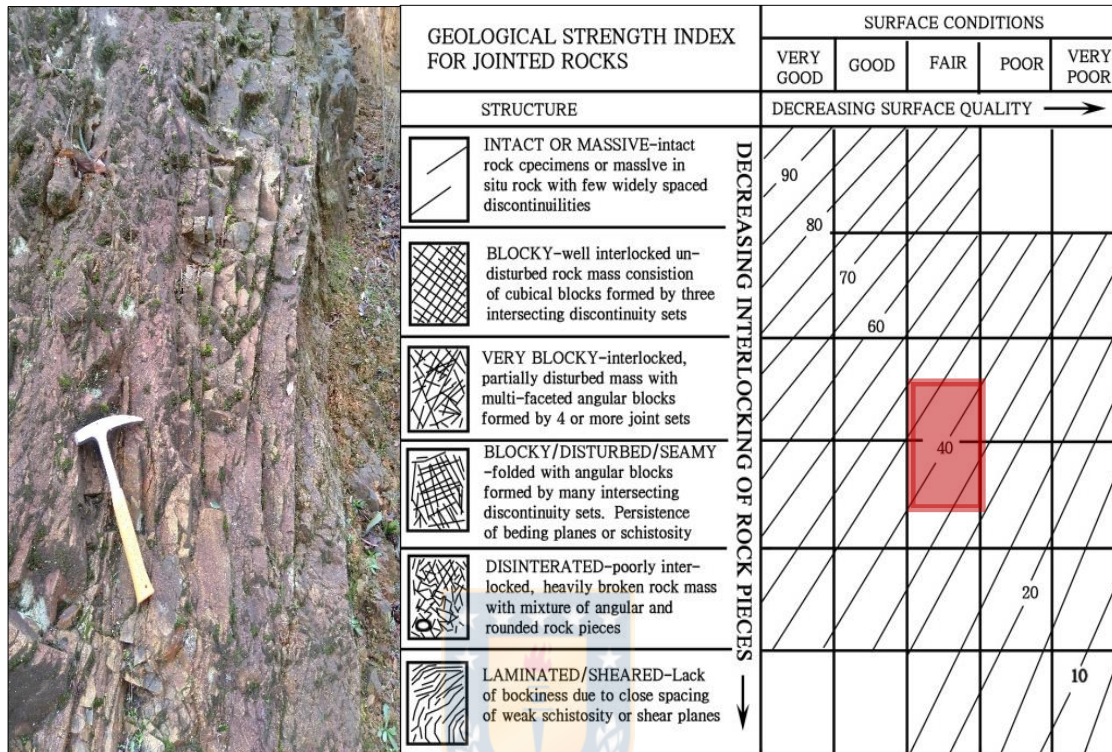 GEOLOGICAL STRENGTH INDEX
FOR JOINTED ROCKS
SURFACE CONDITIONS
VERY
GOOD
GOOD
FAIR
POOR
VERY
POOR
STRUCTURE
DECREASING SURFACE QUALITY
DECREASING INTERLOCKING OF ROCK PIECES
INTACT OR MASSIVE-intact
rock cpecimens or masslve in
situ rock with few widely spaced
discontinuilities
90
80
BLOCKY-well interlocked un-
disturbed rock mass consistion
of cubical blocks formed by three
intersecting discontinuity sets
70
60
VERY BLOCKY-interlocked,
partially disturbed mass with
multi-faceted angular blocks
formed by 4 or more joint sets
BLOCKY/DISTURBED/SEAMY
-folded with angular blocks
formed by many intersecting
discontinuity sets. Persistence
of beding planes or schistosity
40
DISINTERATED-poorly inter-
locked, heavily broken rock mass
with mixture of angular and
rounded rock pieces
20
LAMINATED/SHEARED-Lack
of bockiness due to close spacing
of weak schistosity or shear planes
10